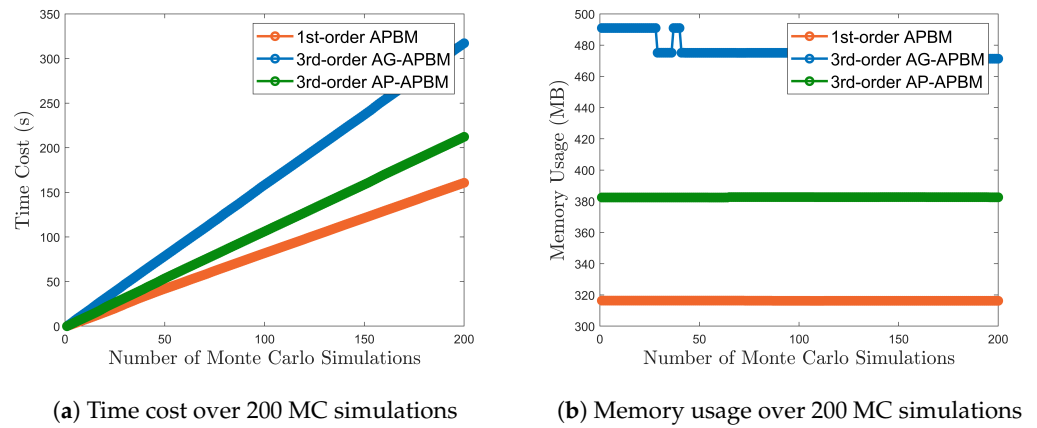 350
300
250
200
150
100
50
0
Time Cost (s)
0 50 100 150 200
Number of Monte Carlo Simulations
1st-order APBM
3rd-order AG-APBM
3rd-order AP-APBM
(a) Time cost over 200 MC simulations
500
480
460
440
420
400
380
360
340
320
300
Memory Usage (MB)
0 50 100 150 200
Number of Monte Carlo Simulations
1st-order APBM
3rd-order AG-APBM
3rd-order AP-APBM
(b) Memory usage over 200 MC simulations